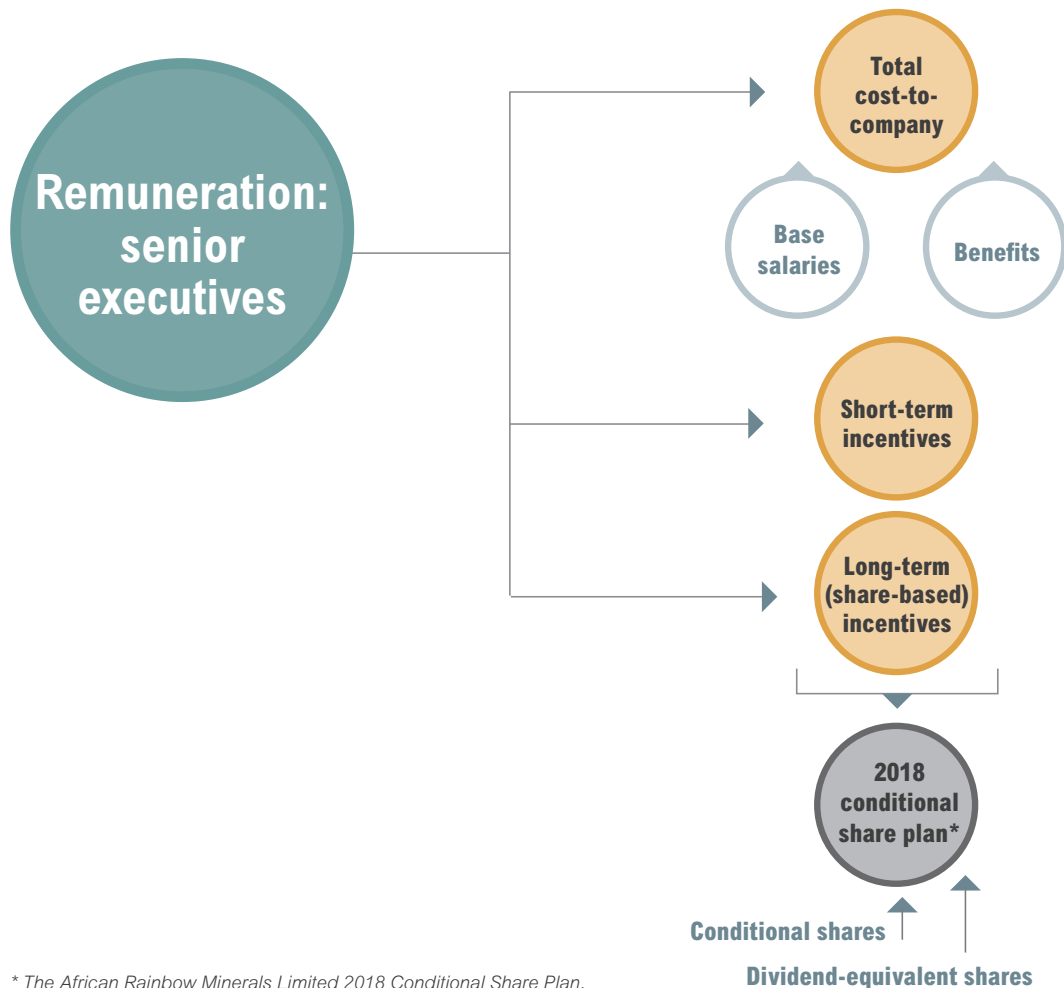 Remuneration:
senior
executives
Total
cost-to-
company
Base
salaries
Benefits
Short-term
incentives
Long-term
(share-based)
incentives
2018
conditional
share plan*
Conditional shares
Dividend-equivalent shares
* The African Rainbow Minerals Limited 2018 Conditional Share Plan.